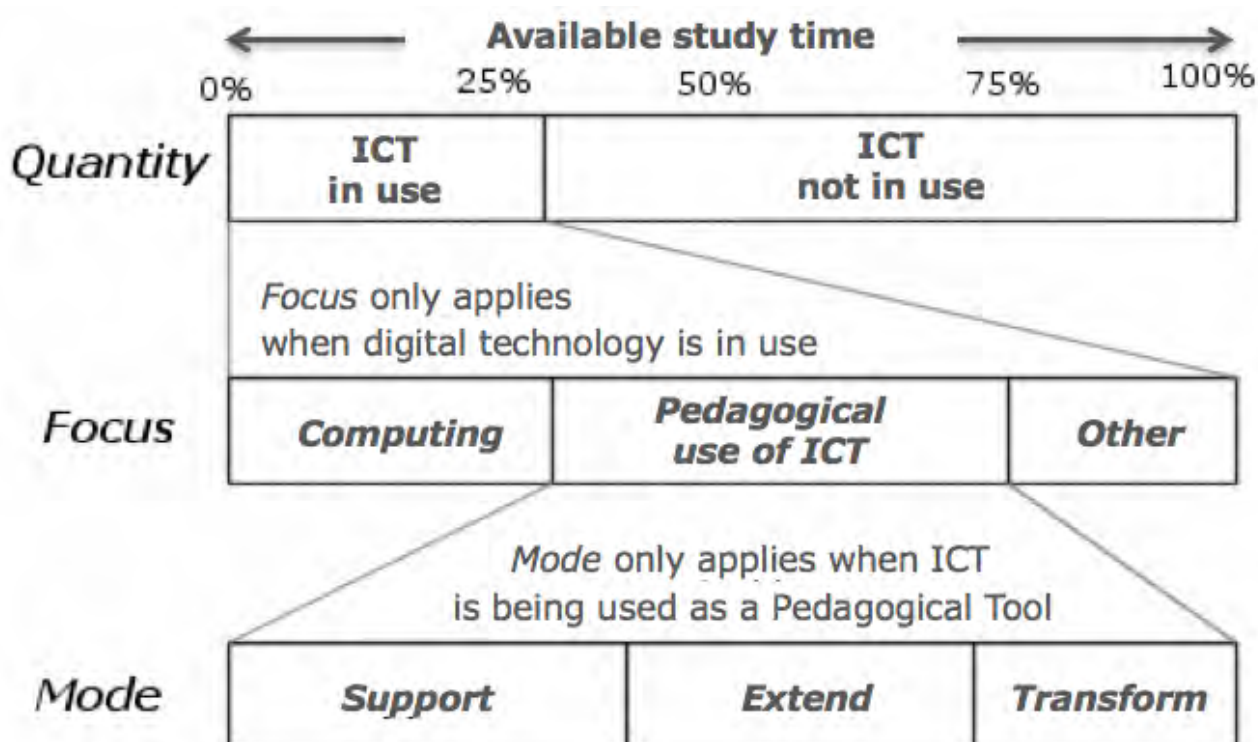 Available study time
0% 25% 50% 75% 100%
Quantity
ICT
in use
ICT
not in use
Focus only applies
when digital technology is in use
Focus
Computing
Pedagogical
use of ICT
Other
Mode only applies when ICT
is being used as a Pedagogical Tool
Mode
Support
Extend
Transform